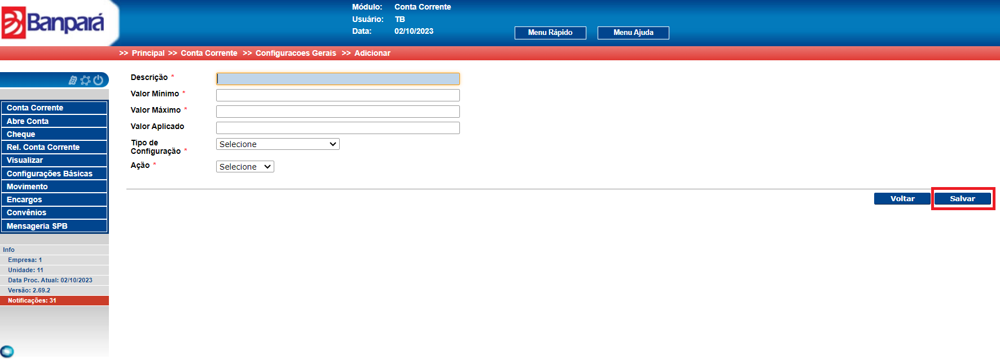 Banpará
Módulo: Conta Corrente
Usuário: TB
Data: 02/10/2023
Menu Rápido
Menu Ajuda
>> Principal >> Conta Corrente >> Configuracoes Gerais >> Adicionar
Conta Corrente
Abre Conta
Cheque
Rel. Conta Corrente
Visualizar
Configurações Básicas
Movimento
Encargos
Convênios
Mensageria SPB
Info
Empresa: 1
Unidade: 11
Data Proc. Atual: 02/10/2023
Versão: 2.69.2
Notificações: 31
Descrição *
Valor Mínimo *
Valor Máximo *
Valor Aplicado
Tipo de
Configuração *
Selecione
Ação *
Selecione
Voltar
Salvar